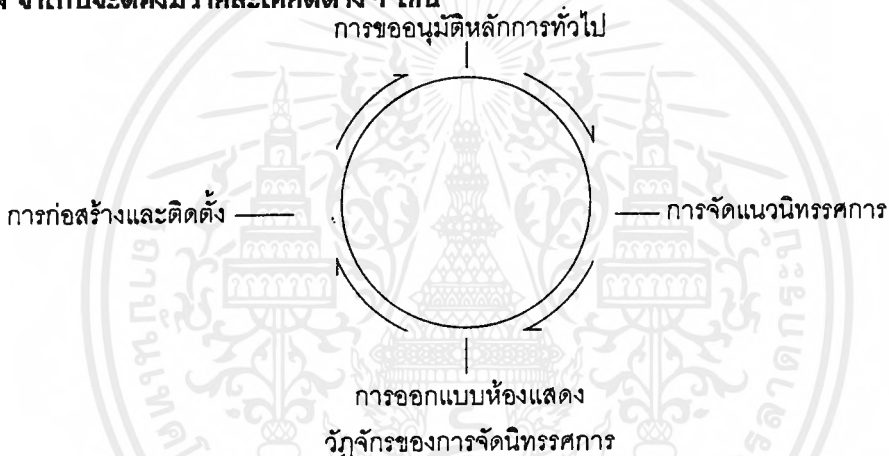 การขออนุมัติหลักการทั่วไป
การก่อสร้างและติดตั้ง
การจัดแนวนิทรรศการ
การออกแบบห้องแสดง
วัฏจักรของการจัดนิทรรศการ